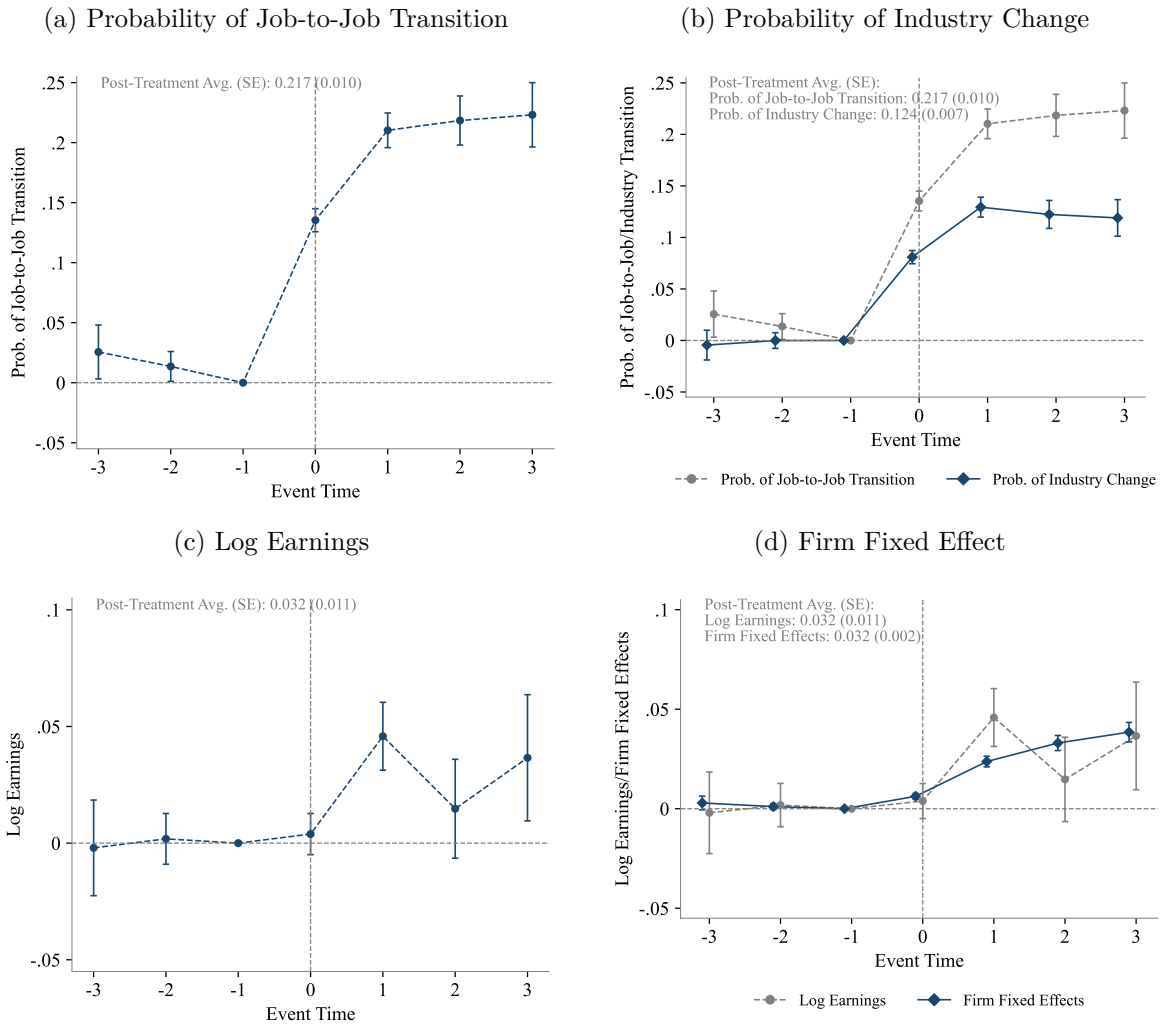 (a) Probability of Job-to-Job Transition
Post-Treatment Avg. (SE): 0.217 (0.010)
Prob. of Job-to-Job Transition
.25
.2
.15
.1
.05
0
-.05
-3 -2 -1 0 1 2 3
Event Time
(b) Probability of Industry Change
Post-Treatment Avg. (SE):
Prob. of Job-to-Job Transition: 0.217 (0.010)
Prob. of Industry Change: 0.124 (0.007)
Prob. of Job-to-Job/Industry Transition
.25
.2
.15
.1
.05
0
-.05
-3 -2 -1 0 1 2 3
Event Time
Prob. of Job-to-Job Transition Prob. of Industry Change
(c) Log Earnings
Post-Treatment Avg. (SE): 0.032 (0.011)
Log Earnings
.1
.05
0
-.05
-3 -2 -1 0 1 2 3
Event Time
(d) Firm Fixed Effect
Post-Treatment Avg. (SE):
Log Earnings: 0.032 (0.011)
Firm Fixed Effects: 0.032 (0.002)
Log Earnings/Firm Fixed Effects
.1
.05
0
-.05
-3 -2 -1 0 1 2 3
Event Time
Log Earnings Firm Fixed Effects